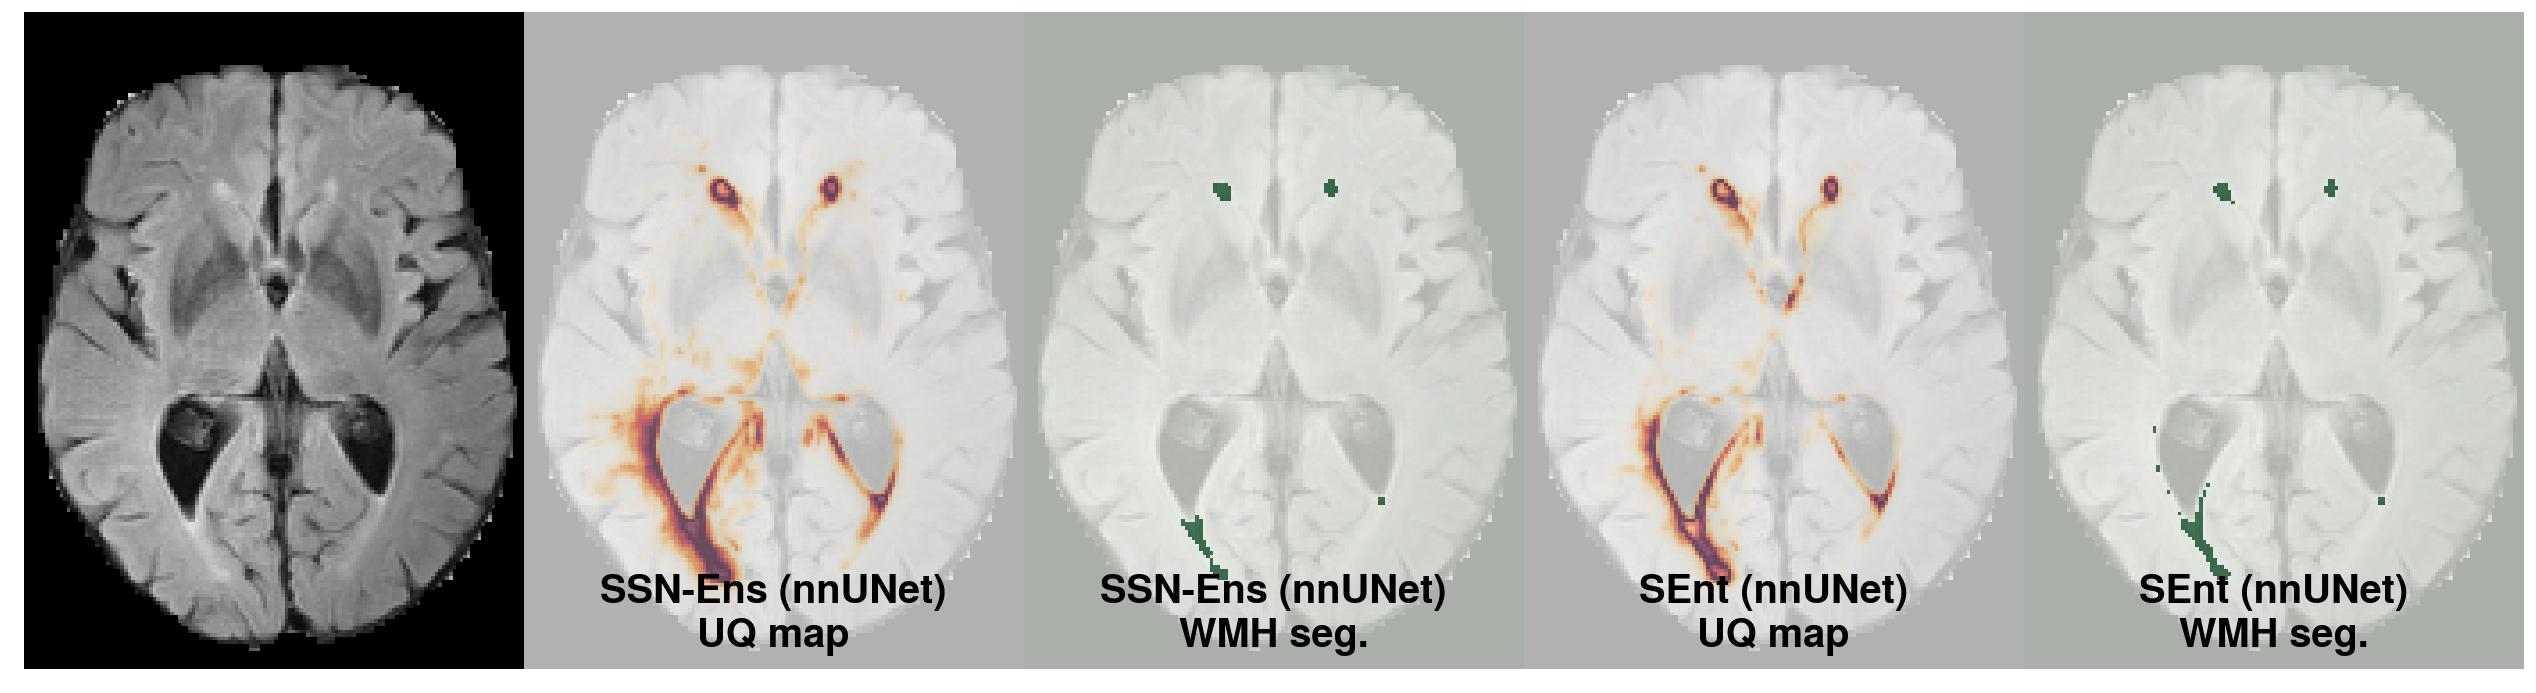 SSN-Ens (nnUNet)
UQ map
SSN-Ens (nnUNet)
WMH seg.
SEnt (nnUNet)
UQ map
SEnt (nnUNet)
WMH seg.